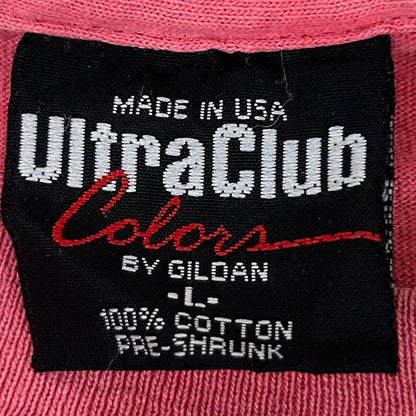 MADE IN USA
UltraClub
Colors
BY GILDAN
-L-
100% COTTON
PRE-SHRUNK